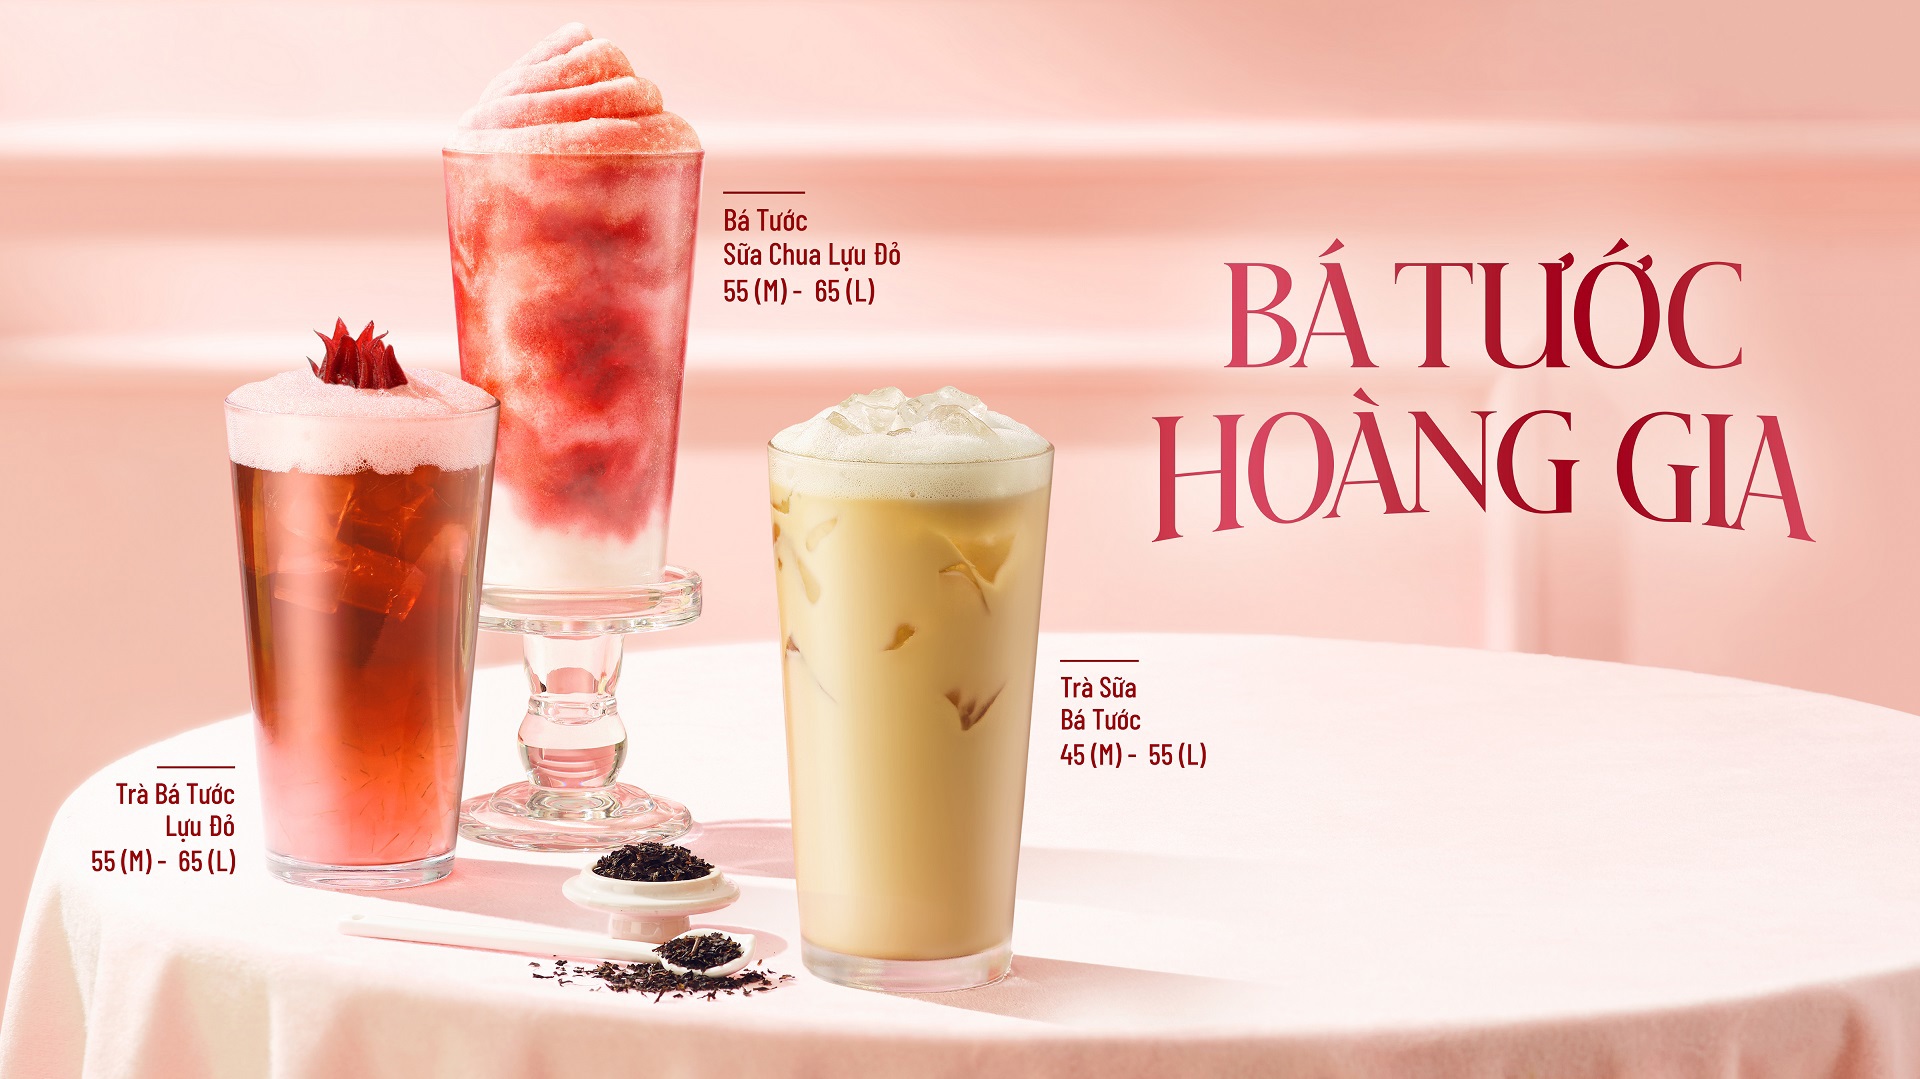 Bá Tước
Sữa Chua Lựu Đỏ
55 (M) - 65 (L)
BÁ TƯỚC
HOÀNG GIA
Trà Sữa
Bá Tước
45 (M) - 55 (L)
Trà Bá Tước
Lựu Đỏ
55 (M) - 65 (L)